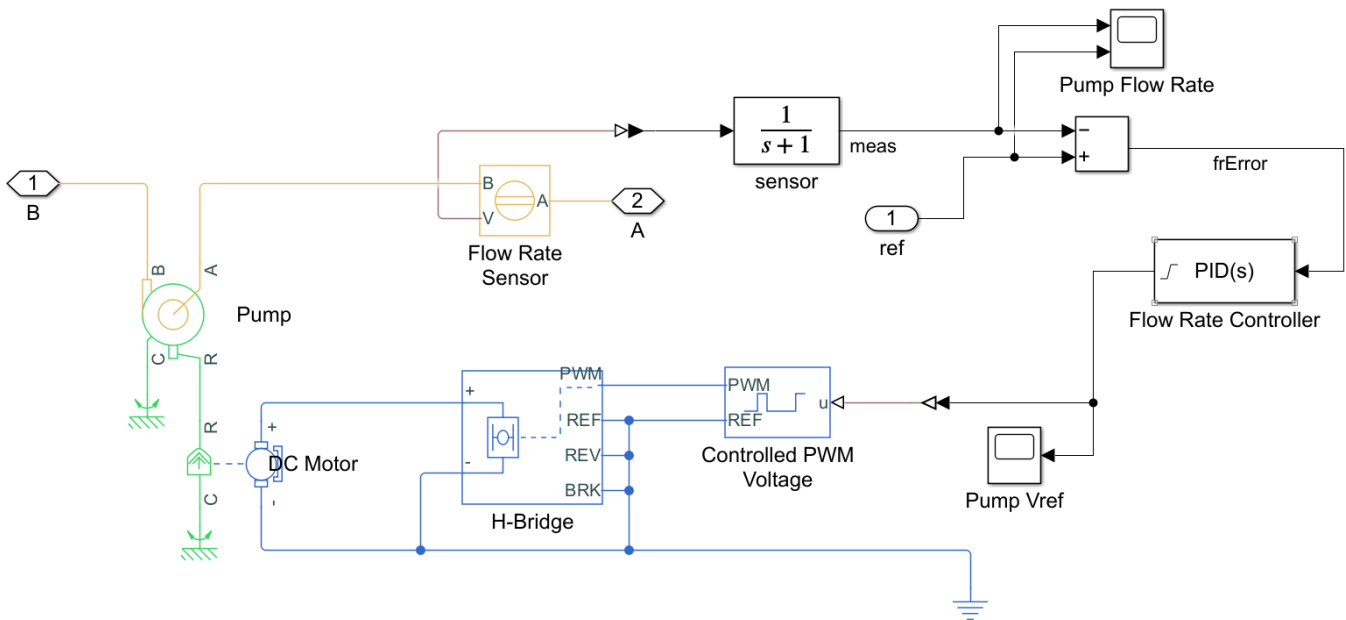 Pump Flow Rate
1
s + 1
sensor
meas
−
+
frError
1
B
B
V
A
2
A
Flow Rate
Sensor
1
ref
PID(s)
Flow Rate Controller
B
A
Pump
C
R
R
C
+
-
DC Motor
+
-
PWM
REF
REV
BRK
H-Bridge
PWM
REF
u
Controlled PWM
Voltage
Pump Vref